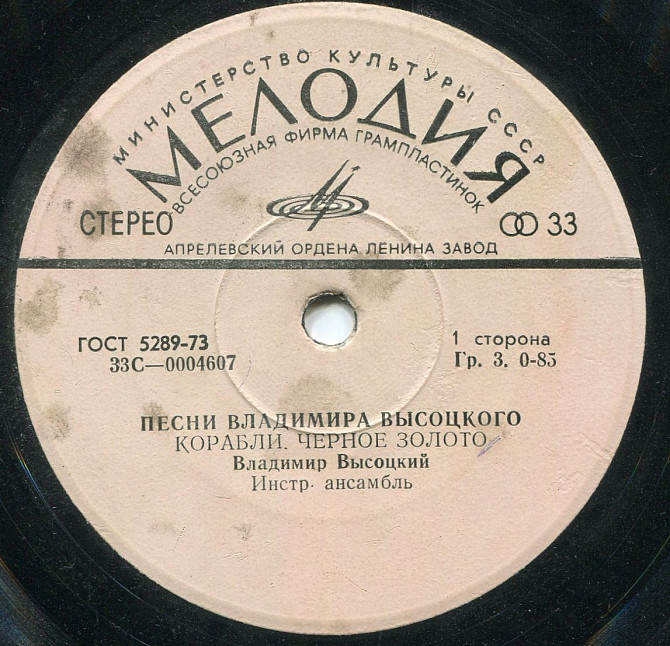 МИНИСТЕРСТВО КУЛЬТУРЫ СССР
МЕЛОДИЯ
ВСЕСОЮЗНАЯ ФИРМА ГРАМПЛАСТИНОК
СТЕРЕО
33
АПРЕЛЕВСКИЙ ОРДЕНА ЛЕНИНА ЗАВОД
ГОСТ 5289-73
33С—0004607
1 сторона
Гр. 3. 0-85
ПЕСНИ ВЛАДИМИРА ВЫСОЦКОГО
КОРАБЛИ. ЧЕРНОЕ ЗОЛОТО
Владимир Высоцкий
Инстр. ансамбль